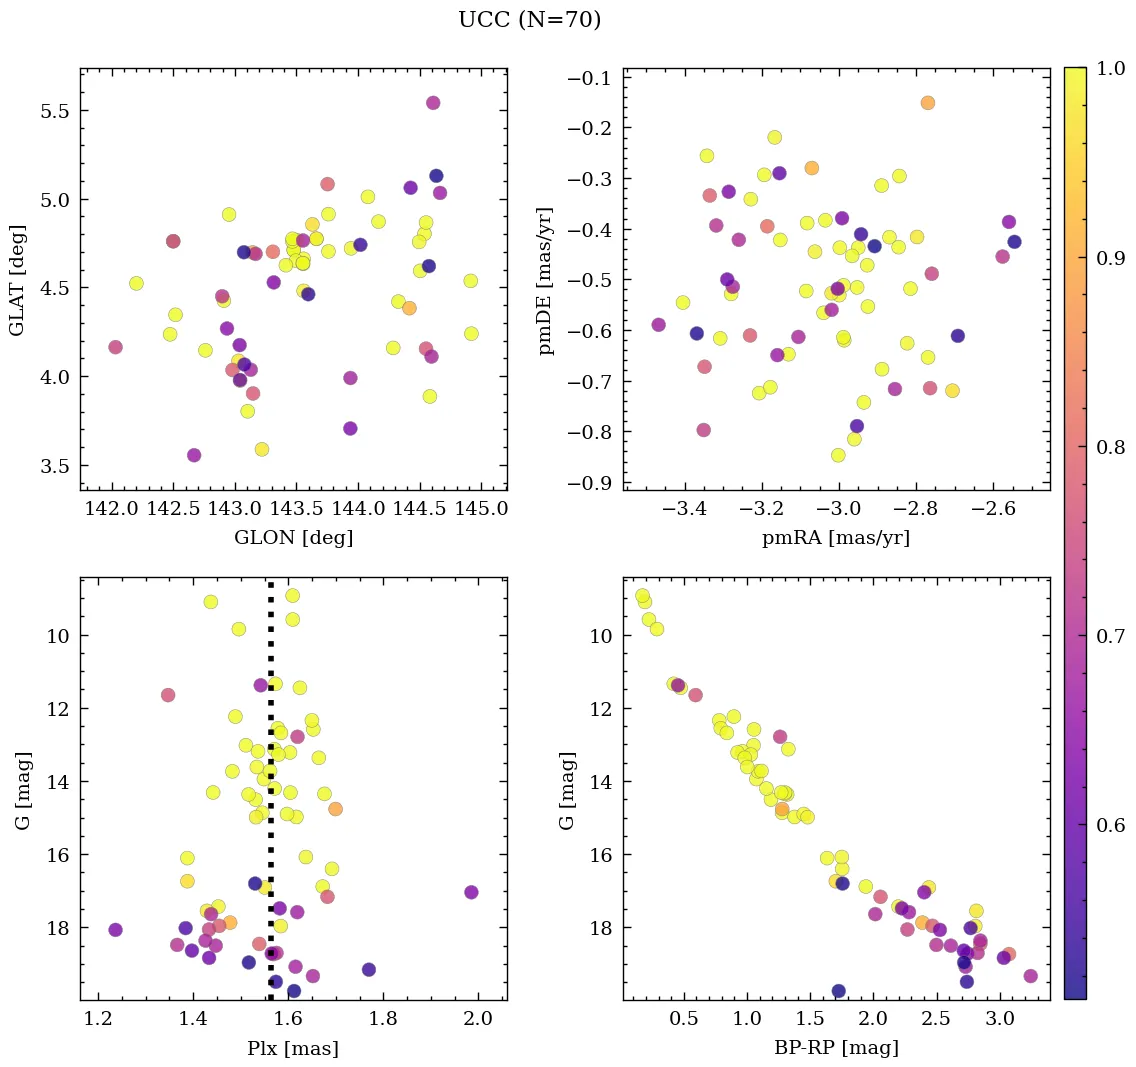 UCC (N=70)
5.5
5.0
4.5
4.0
3.5
GLAT [deg]
142.0 142.5 143.0 143.5 144.0 144.5 145.0
GLON [deg]
−0.1
−0.2
−0.3
−0.4
−0.5
−0.6
−0.7
−0.8
−0.9
pmDE [mas/yr]
−3.4 −3.2 −3.0 −2.8 −2.6
pmRA [mas/yr]
1.0
0.9
0.8
0.7
0.6
10
12
14
16
18
G [mag]
1.2 1.4 1.6 1.8 2.0
Plx [mas]
10
12
14
16
18
G [mag]
0.5 1.0 1.5 2.0 2.5 3.0
BP-RP [mag]